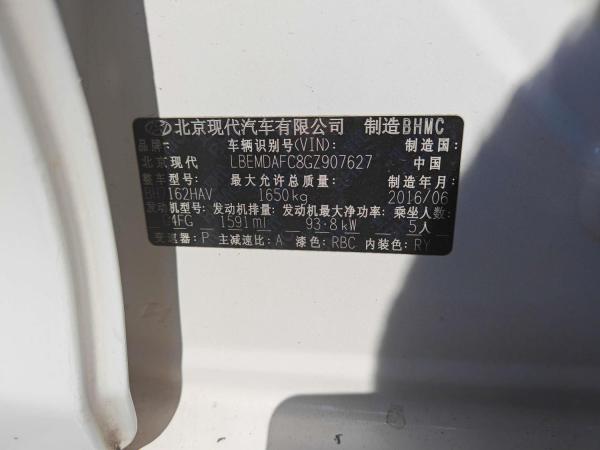 北京现代汽车有限公司 制造BHMC
品牌: 车辆识别号(VIN): 制造国:
北京现代 LBEMDAFC8GZ907627 中国
整车型号: 最大允许总质量: 制造年月:
BH7162HAV 1650kg 2016/06
发动机型号: 发动机排量: 发动机最大净功率: 乘坐人数:
G4FG 1591ml 93.8kW 5人
变速器: P 主减速比: A 漆色: RBC 内装色: RY